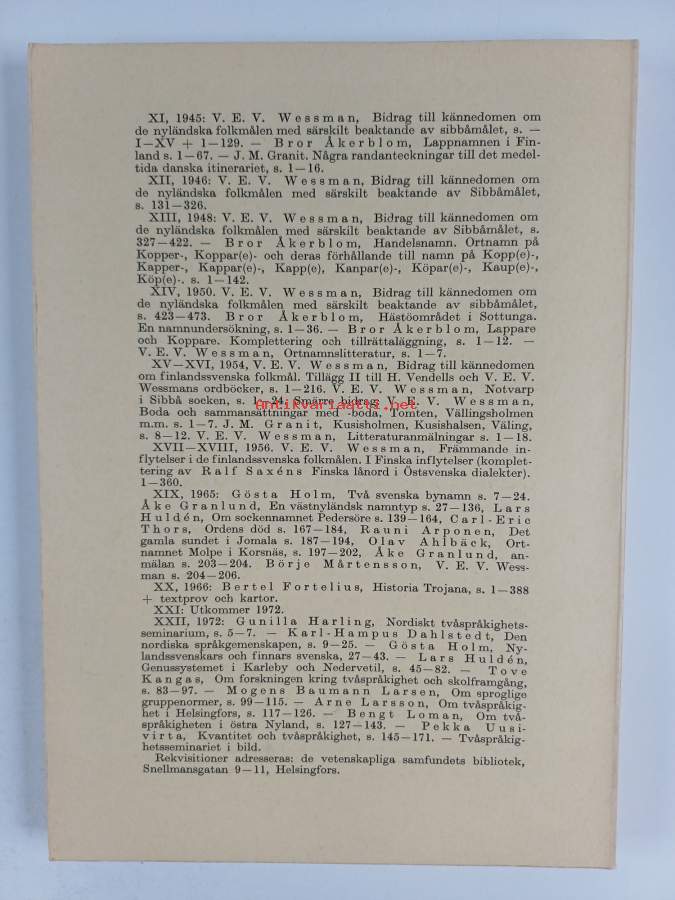 XI, 1945: V. E. V. Wessman, Bidrag till kännedomen om
de nyländska folkmålen med särskilt beaktande av sibbåmålet, s. —
I—XV + 1—129. — Bror Åkerblom, Lappnamnen i Fin-
land s. 1—67. — J. M. Granit. Några randanteckningar till det medel-
tida danska itinerariet, s. 1—16.
XII, 1946: V. E. V. Wessman, Bidrag till kännedomen om
de nyländska folkmålen med särskilt beaktande av Sibbåmålet,
s. 131—326.
XIII, 1948: V. E. V. Wessman, Bidrag till kännedomen om
de nyländska folkmålen med särskilt beaktande av Sibbåmålet, s.
327—422. — Bror Åkerblom, Handelsnamn. Ortnamn på
Kopper-, Koppar(e)- och deras förhållande till namn på Kopp(e)-,
Kapper-, Kappar(e)-, Kapp(e), Kanpar(e)-, Köpar(e)-, Kaup(e)-,
Köp(e)-. s. 1—142.
XIV, 1950. V. E. V. Wessman, Bidrag till kännedomen om
de nyländska folkmålen med särskilt beaktande av sibbåmålet,
s. 423—473. Bror Åkerblom, Hästöområdet i Sottunga.
En namnundersökning, s. 1—36. — Bror Åkerblom, Lappare
och Koppare. Komplettering och tillrättaläggning, s. 1—12. —
V. E. V. Wessman, Ortnamnslitteratur, s. 1—7.
XV—XVI, 1954, V. E. V. Wessman, Bidrag till kännedomen
om finlandssvenska folkmål. Tillägg II till H. Vendells och V. E. V.
Wessmans ordböcker, s. 1—216. V. E. V. Wessman, Notvarp
i Sibbå socken, s. 1—24. Smärre bidrag: V. E. V. Wessman,
antikvariaatti.net
Boda och sammansättningar med -boda, Tomten, Vällingsholmen
m.m. s. 1—7. J. M. Granit, Kusisholmen, Kusishalsen, Väling,
s. 8—12. V. E. V. Wessman, Litteraturanmälningar s. 1—18.
XVII—XVIII, 1956. V. E. V. Wessman, Främmande in-
flytelser i de finlandssvenska folkmålen. I Finska inflytelser (komplet-
tering av Ralf Saxéns Finska lånord i Östsvenska dialekter).
1—360.
XIX, 1965: Gösta Holm, Två svenska bynamn s. 7—24.
Åke Granlund, En västnyländsk namntyp s. 27—136, Lars
Huldén, Om sockennamnet Pedersöre s. 139—164, Carl-Eric
Thors, Ordens död s. 167—184, Rauni Arponen, Det
gamla sundet i Jomala s. 187—194, Olav Ahlbäck, Ort-
namnet Molpe i Korsnäs, s. 197—202, Åke Granlund, an-
mälan s. 203—204. Börje Mårtensson, V. E. V. Wess-
man s. 204—206.
XX, 1966: Bertel Fortelius, Historia Trojana, s. 1—388
+ textprov och kartor.
XXI: Utkommer 1972.
XXII, 1972: Gunilla Harling, Nordiskt tvåspråkighets-
seminarium, s. 5—7. — Karl-Hampus Dahlstedt, Den
nordiska språkgemenskapen, s. 9—25. — Gösta Holm, Ny-
landssvenskars och finnars svenska, 27—43. — Lars Huldén,
Genussystemet i Karleby och Nedervetil, s. 45—82. — Tove
Kangas, Om forskningen kring tvåspråkighet och skolframgång,
s. 83—97. — Mogens Baumann Larsen, Om sproglige
gruppenormer, s. 99—115. — Arne Larsson, Om tvåspråkig-
het i Helsingfors, s. 117—126. — Bengt Loman, Om två-
språkigheten i östra Nyland, s. 127—143. — Pekka Uusi-
virta, Kvantitet och tvåspråkighet, s. 145—171. — Tvåspråkig-
hetsseminariet i bild.
Rekvisitioner adresseras: de vetenskapliga samfundets bibliotek,
Snellmansgatan 9—11, Helsingfors.